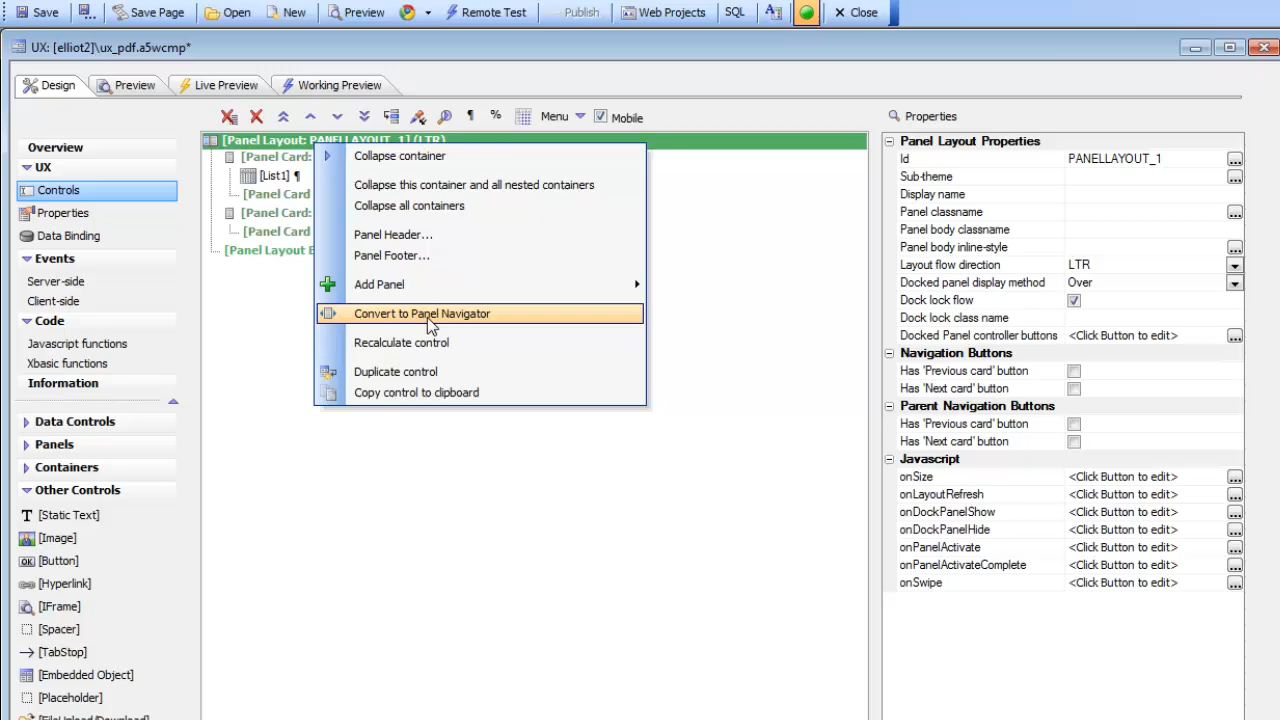 Save Save Page Open New Preview Remote Test Publish Web Projects SQL A Close
UX: [elliot2]\ux_pdf.a5wcmp*
Design Preview Live Preview Working Preview
¶ % Menu Mobile
Overview
UX
Controls
Properties
Data Binding
Events
Server-side
Client-side
Code
Javascript functions
Xbasic functions
Information
Data Controls
Panels
Containers
Other Controls
T [Static Text]
[Image]
OK [Button]
[Hyperlink]
[IFrame]
[Spacer]
[TabStop]
[Embedded Object]
[Placeholder]
[FileUpload/Download]
[Panel Layout: PANELLAYOUT_1] (LTR)
[Panel Card:
[List1] ¶
[Panel Card
[Panel Card:
[Panel Card
[Panel Layout E
Collapse container
Collapse this container and all nested containers
Collapse all containers
Panel Header...
Panel Footer...
Add Panel
Convert to Panel Navigator
Recalculate control
Duplicate control
Copy control to clipboard
Properties
Panel Layout Properties
Id PANELLAYOUT_1
Sub-theme
Display name
Panel classname
Panel body classname
Panel body inline-style
Layout flow direction LTR
Docked panel display method Over
Dock lock flow
Dock lock class name
Docked Panel controller buttons <Click Button to edit>
Navigation Buttons
Has 'Previous card' button
Has 'Next card' button
Parent Navigation Buttons
Has 'Previous card' button
Has 'Next card' button
Javascript
onSize <Click Button to edit>
onLayoutRefresh <Click Button to edit>
onDockPanelShow <Click Button to edit>
onDockPanelHide <Click Button to edit>
onPanelActivate <Click Button to edit>
onPanelActivateComplete <Click Button to edit>
onSwipe <Click Button to edit>